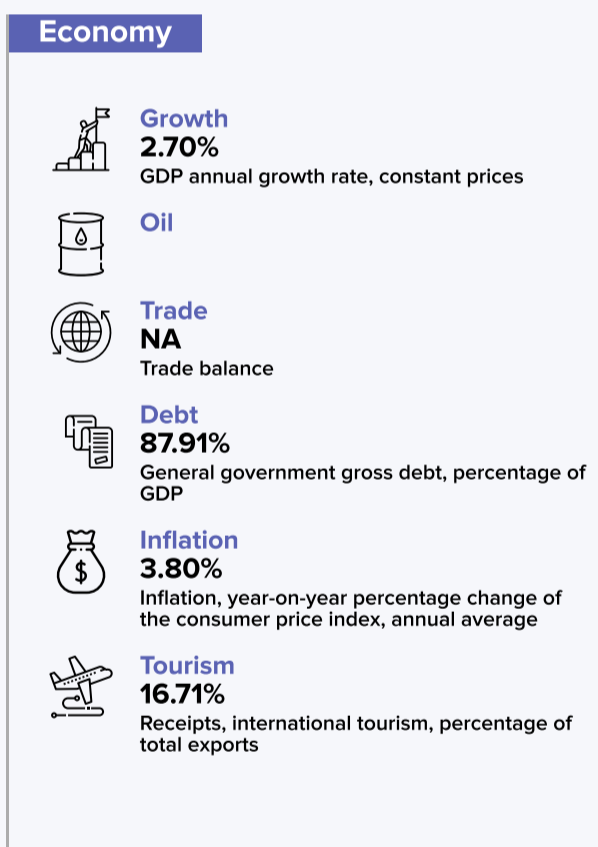 Economy
Growth
2.70%
GDP annual growth rate, constant prices
Oil
Trade
NA
Trade balance
Debt
87.91%
General government gross debt, percentage of
GDP
Inflation
$
3.80%
Inflation, year-on-year percentage change of
the consumer price index, annual average
Tourism
16.71%
Receipts, international tourism, percentage of
total exports